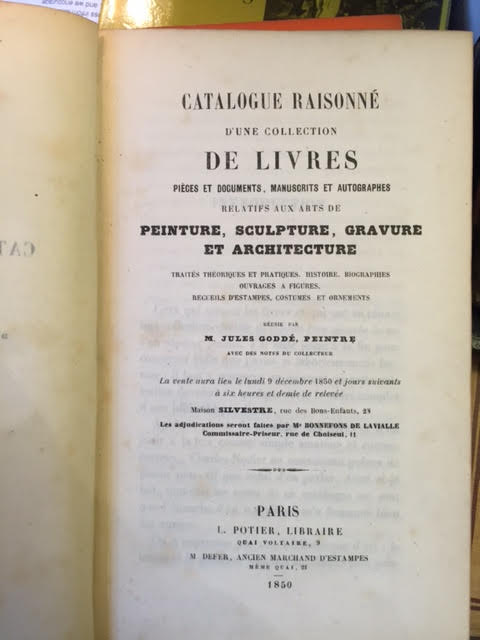 CATALOGUE RAISONNÉ
D'UNE COLLECTION
DE LIVRES
PIÈCES ET DOCUMENTS, MANUSCRITS ET AUTOGRAPHES
RELATIFS AUX ARTS DE
PEINTURE, SCULPTURE, GRAVURE
ET ARCHITECTURE
TRAITÉS THÉORIQUES ET PRATIQUES. HISTOIRE. BIOGRAPHIES
OUVRAGES A FIGURES,
RECUEILS D'ESTAMPES, COSTUMES ET ORNEMENTS
RÉUNIE PAR
M. JULES GODDÉ, PEINTRE
AVEC DES NOTES DU COLLECTEUR
La vente aura lieu le lundi 9 décembre 1850 et jours suivants
à six heures et demie de relevée
Maison SILVESTRE, rue des Bons-Enfants, 28
Les adjudications seront faites par Me BONNEFONS DE LAVIALLE
Commissaire-Priseur, rue de Choiseul, 11
PARIS
L. POTIER, LIBRAIRE
QUAI VOLTAIRE, 9
M. DEFER, ANCIEN MARCHAND D'ESTAMPES
MÊME QUAI, 21
1850